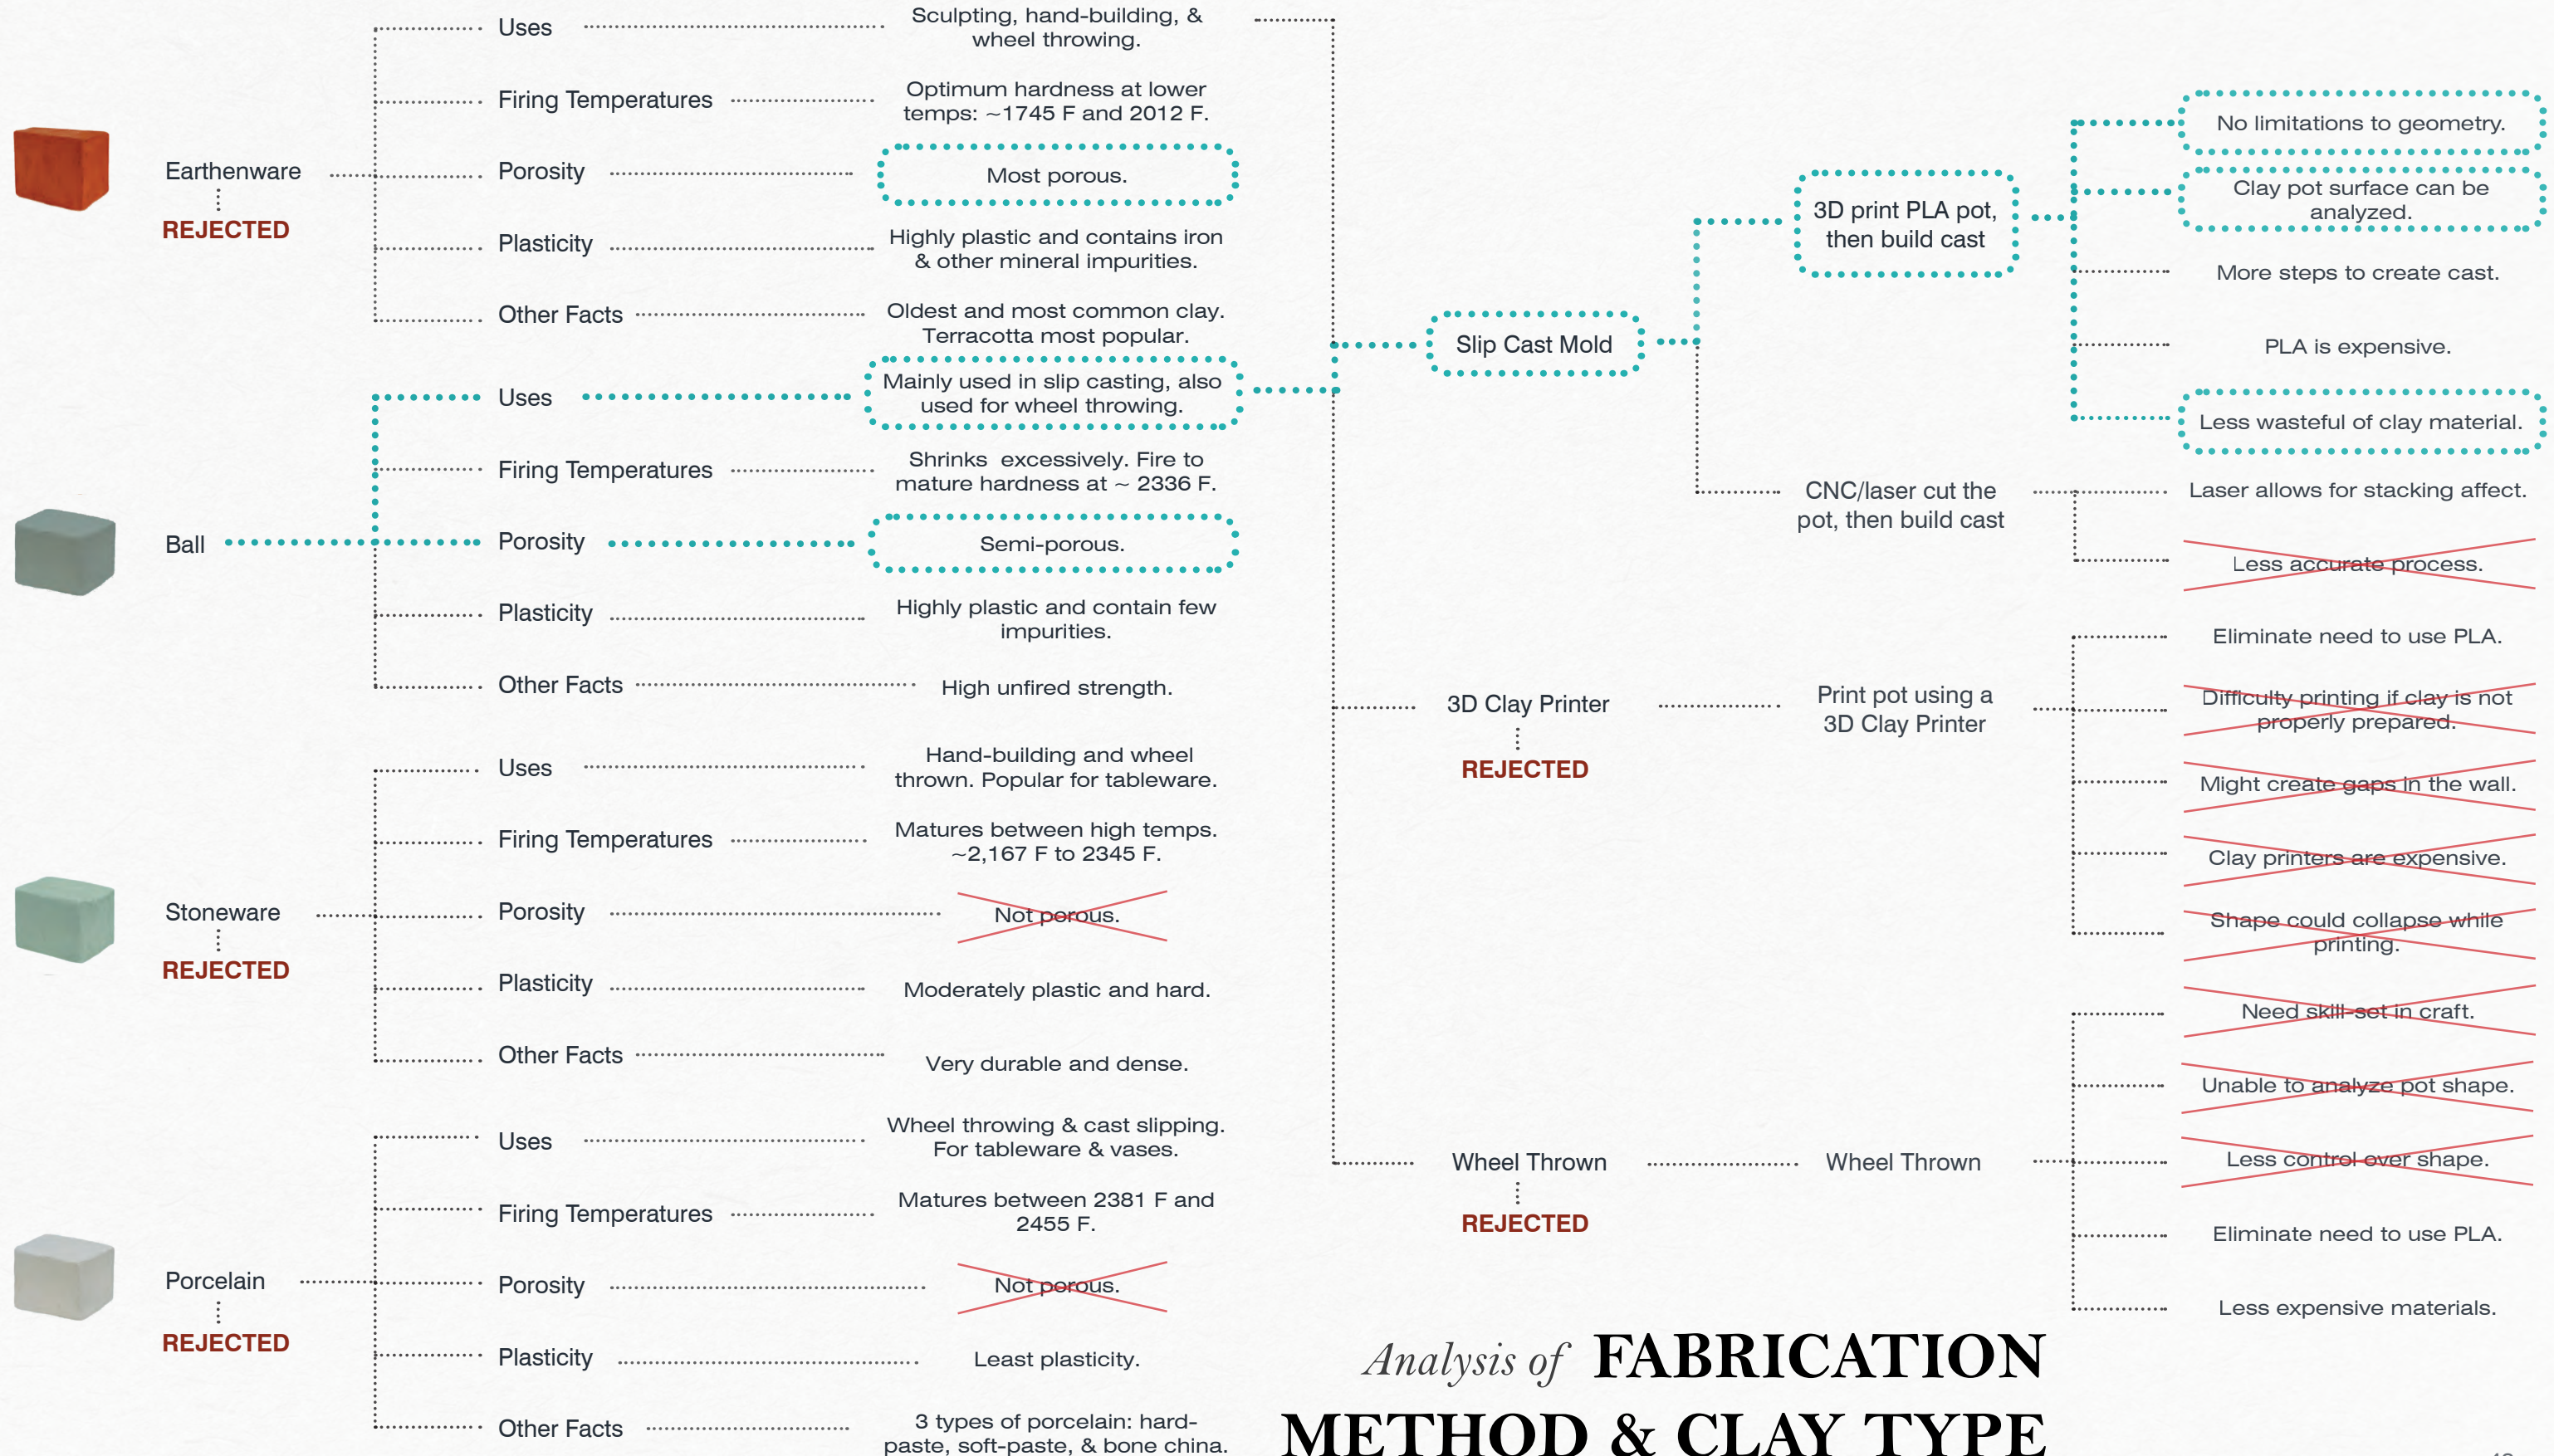 Earthenware
REJECTED
Uses
Sculpting, hand-building, &
wheel throwing.
Firing Temperatures
Optimum hardness at lower
temps: ~1745 F and 2012 F.
Porosity
Most porous.
Plasticity
Highly plastic and contains iron
& other mineral impurities.
Other Facts
Oldest and most common clay.
Terracotta most popular.
Ball
Uses
Mainly used in slip casting, also
used for wheel throwing.
Firing Temperatures
Shrinks  excessively. Fire to
mature hardness at ~ 2336 F.
Porosity
Semi-porous.
Plasticity
Highly plastic and contain few
impurities.
Other Facts
High unfired strength.
Stoneware
REJECTED
Uses
Hand-building and wheel
thrown. Popular for tableware.
Firing Temperatures
Matures between high temps.
~2,167 F to 2345 F.
Porosity
Not porous.
Plasticity
Moderately plastic and hard.
Other Facts
Very durable and dense.
Porcelain
REJECTED
Uses
Wheel throwing & cast slipping.
For tableware & vases.
Firing Temperatures
Matures between 2381 F and
2455 F.
Porosity
Not porous.
Plasticity
Least plasticity.
Other Facts
3 types of porcelain: hard-
paste, soft-paste, & bone china.
Slip Cast Mold
3D print PLA pot,
then build cast
No limitations to geometry.
Clay pot surface can be
analyzed.
More steps to create cast.
PLA is expensive.
Less wasteful of clay material.
CNC/laser cut the
pot, then build cast
Laser allows for stacking affect.
Less accurate process.
3D Clay Printer
REJECTED
Print pot using a
3D Clay Printer
Eliminate need to use PLA.
Difficulty printing if clay is not
properly prepared.
Might create gaps in the wall.
Clay printers are expensive.
Shape could collapse while
printing.
Wheel Thrown
REJECTED
Wheel Thrown
Need skill-set in craft.
Unable to analyze pot shape.
Less control over shape.
Eliminate need to use PLA.
Less expensive materials.
Analysis of FABRICATION
METHOD & CLAY TYPE